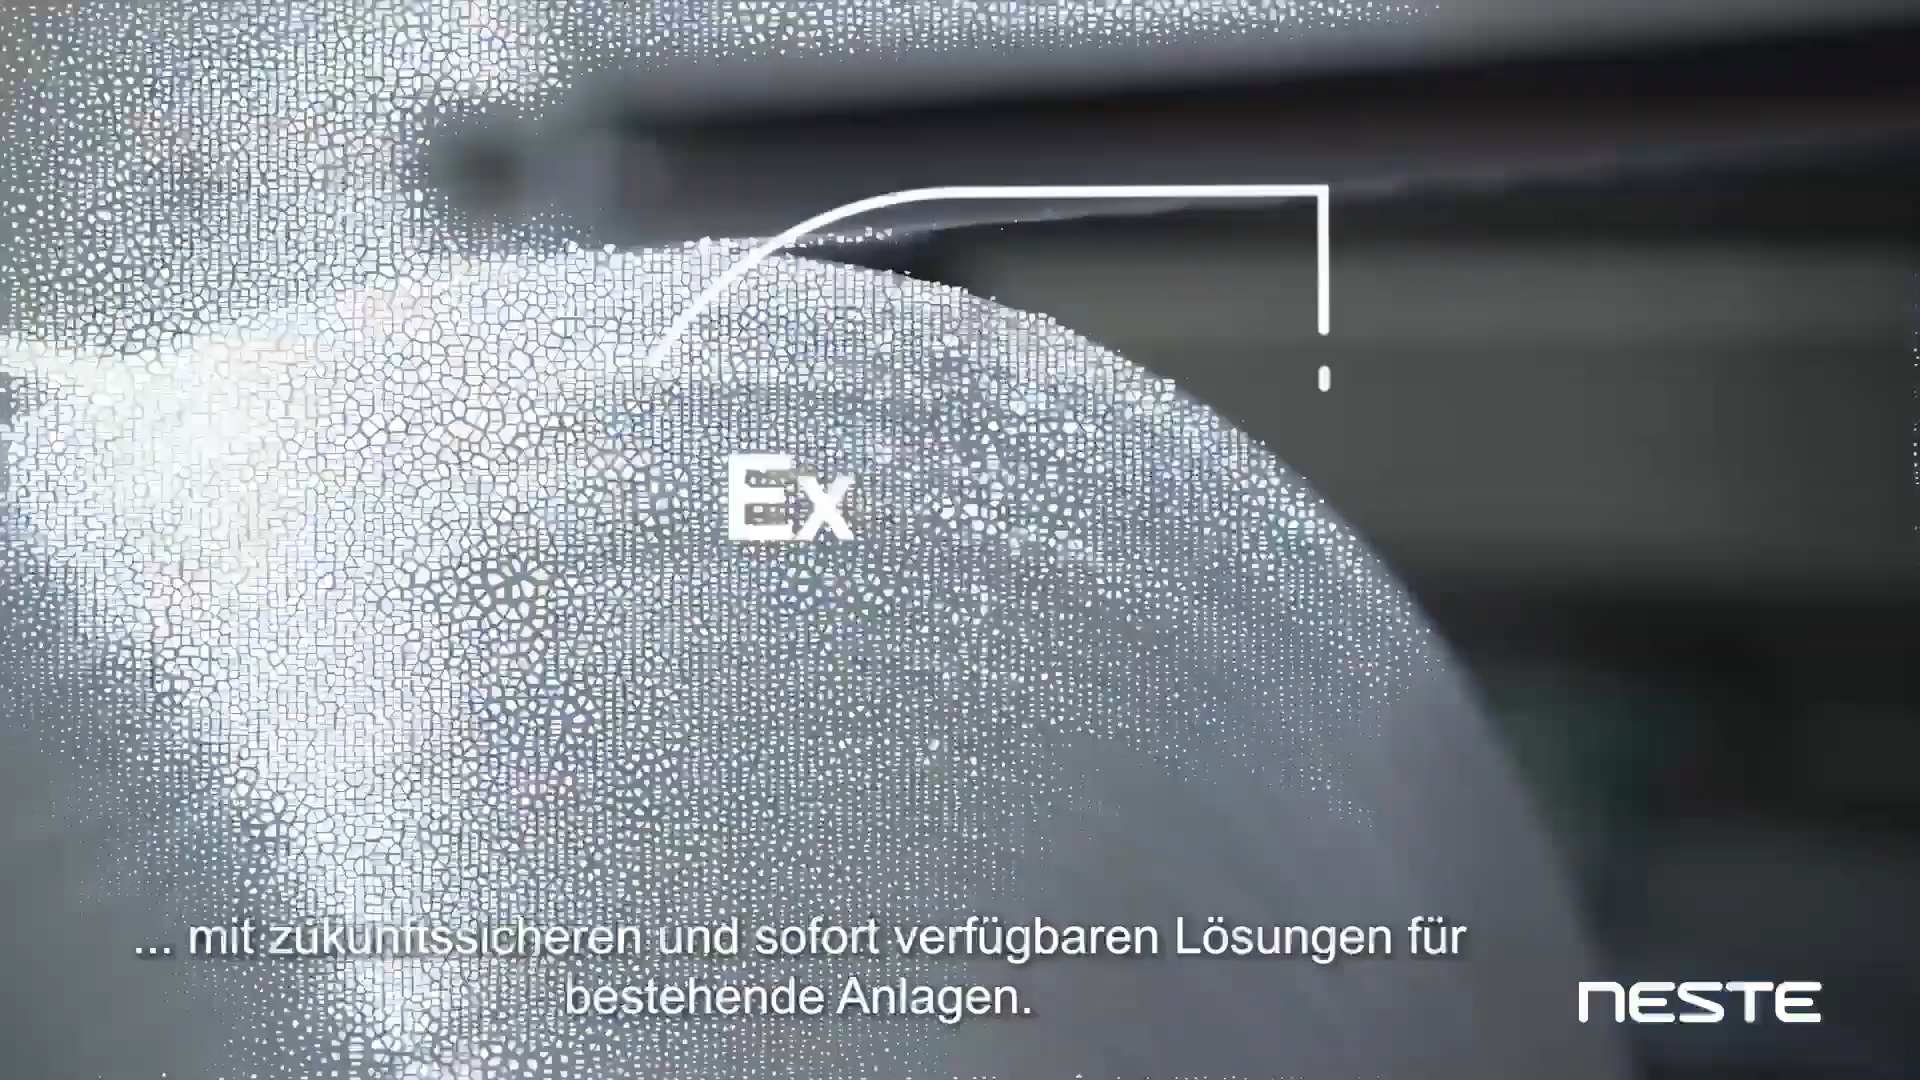 Ex
... mit zukunftssicheren und sofort verfügbaren Lösungen für
bestehende Anlagen.
NESTE